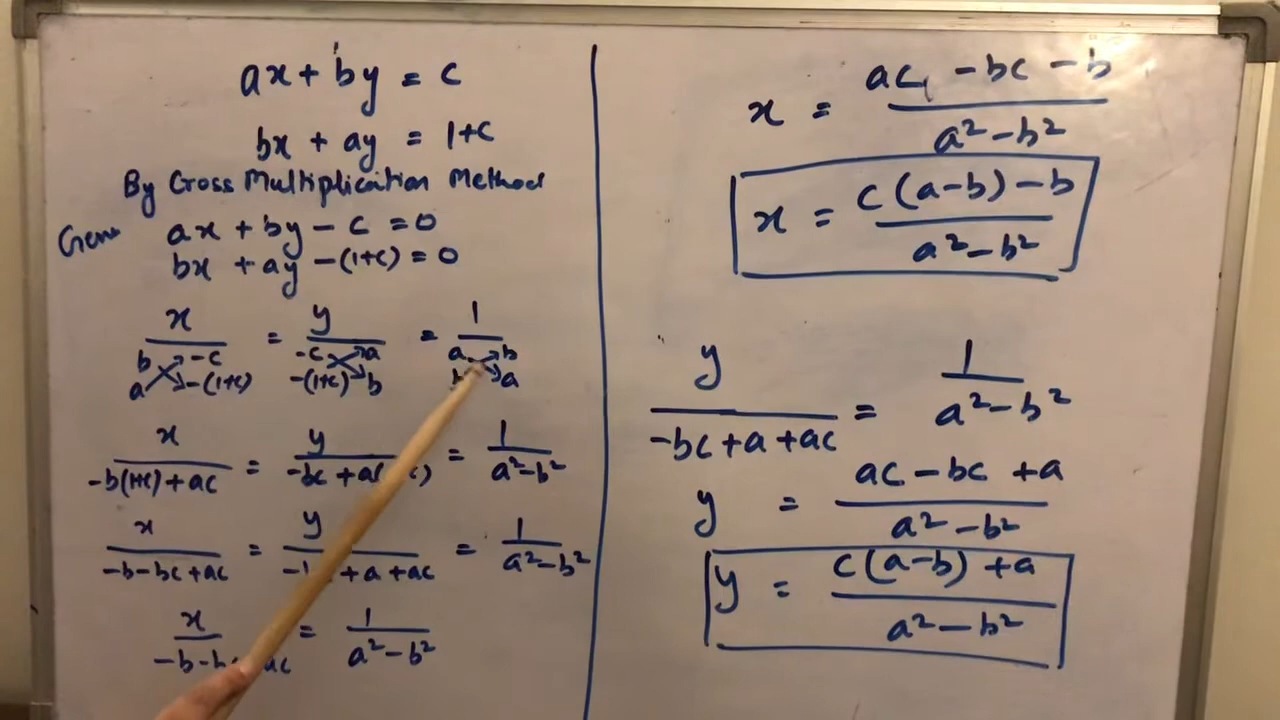 ax + by = c
bx + ay = 1+c
By Cross Multiplication Method
ax + by - c = 0
bx + ay - (1+c) = 0
x = y = 1
b -c -c a a b
a -(1+c) -(1+c) b a
x = y = 1
-b(1+c) + ac -bc + a( a² - b²
x = y = 1
-b - bc + ac + a + ac a² - b²
x = 1
-b - ac a² - b²
x = ac - bc - b
a² - b²
x = c(a-b) - b
a² - b²
y = 1
-bc + a + ac a² - b²
y = ac - bc + a
a² - b²
y = c(a-b) + a
a² - b²